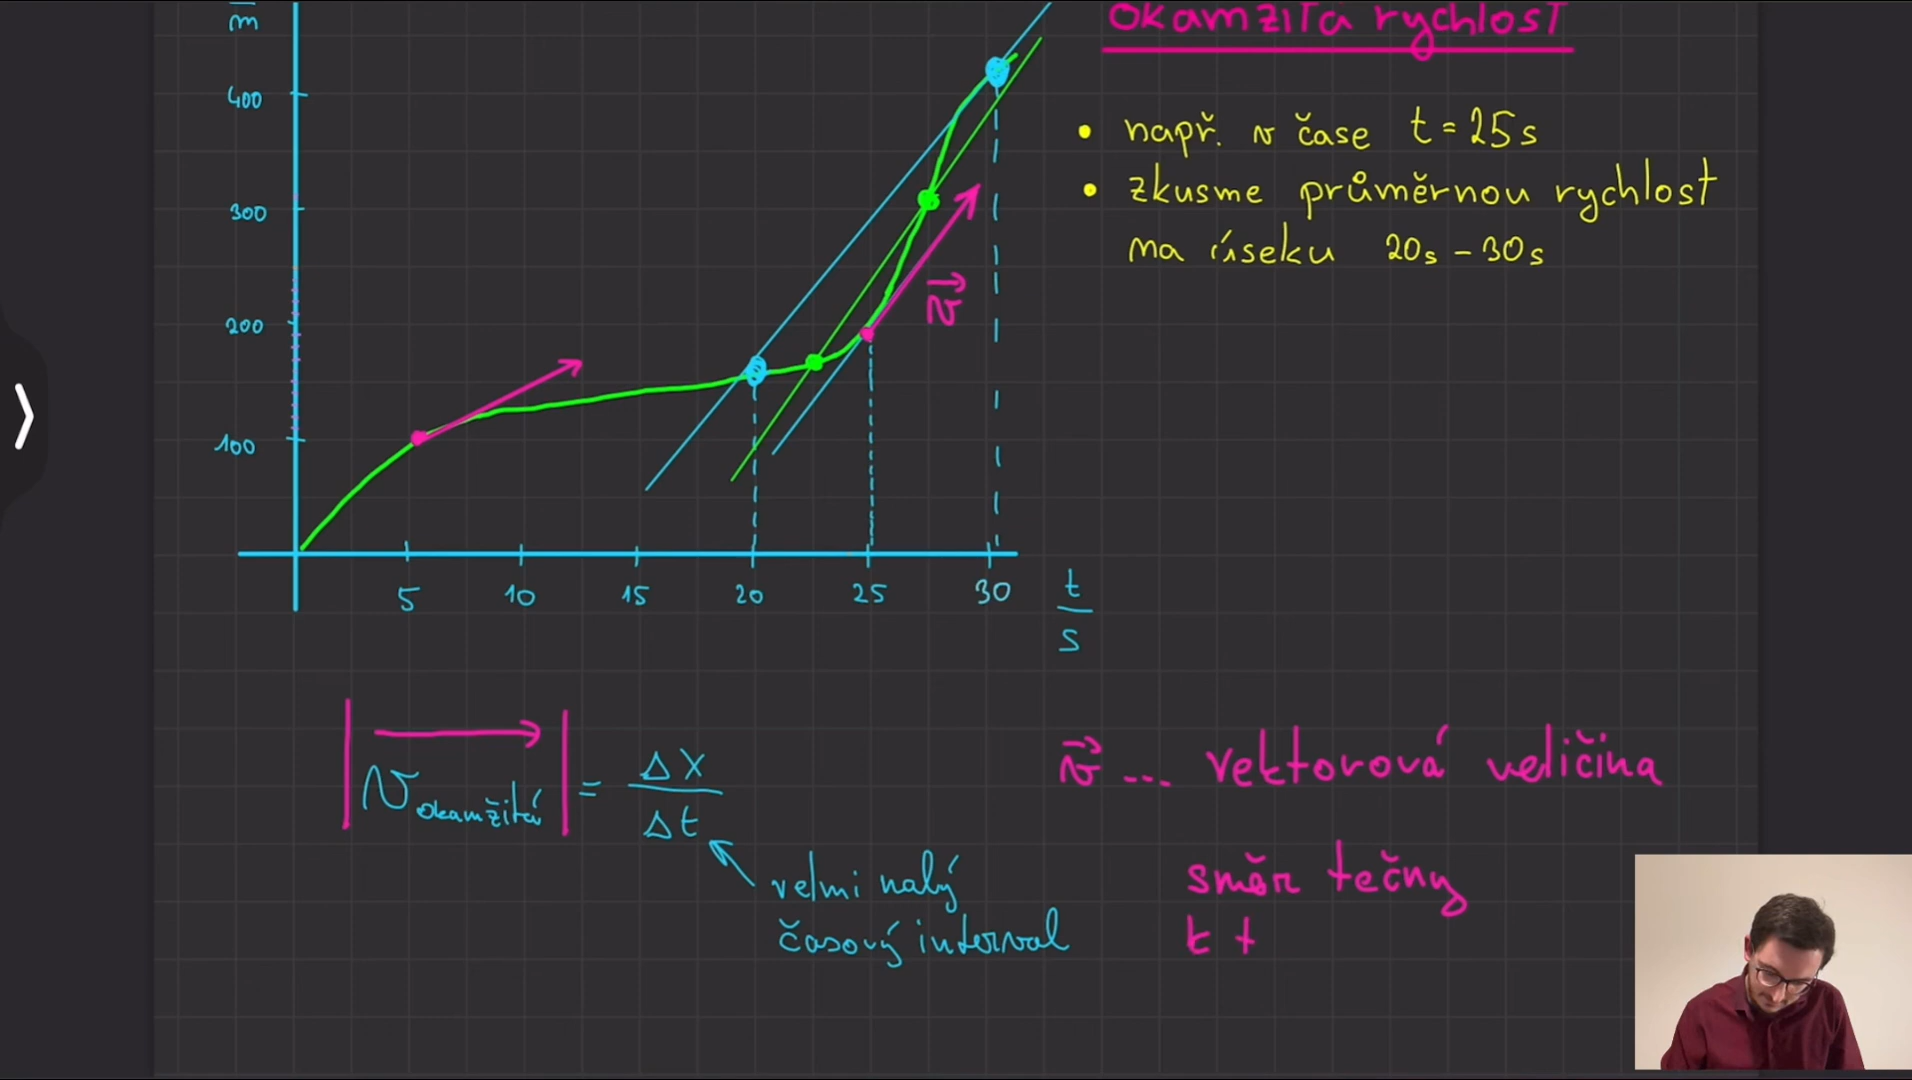 m
okamžitá rychlost
400
• např. v čase t = 25 s
• zkusme průměrnou rychlost
na úseku 20s – 30s
300
200
v
100
5 10 15 20 25 30
t
s
|v okamžitá| = Δx
Δt
velmi malý
časový interval
v ... vektorová veličina
směr tečny
k t